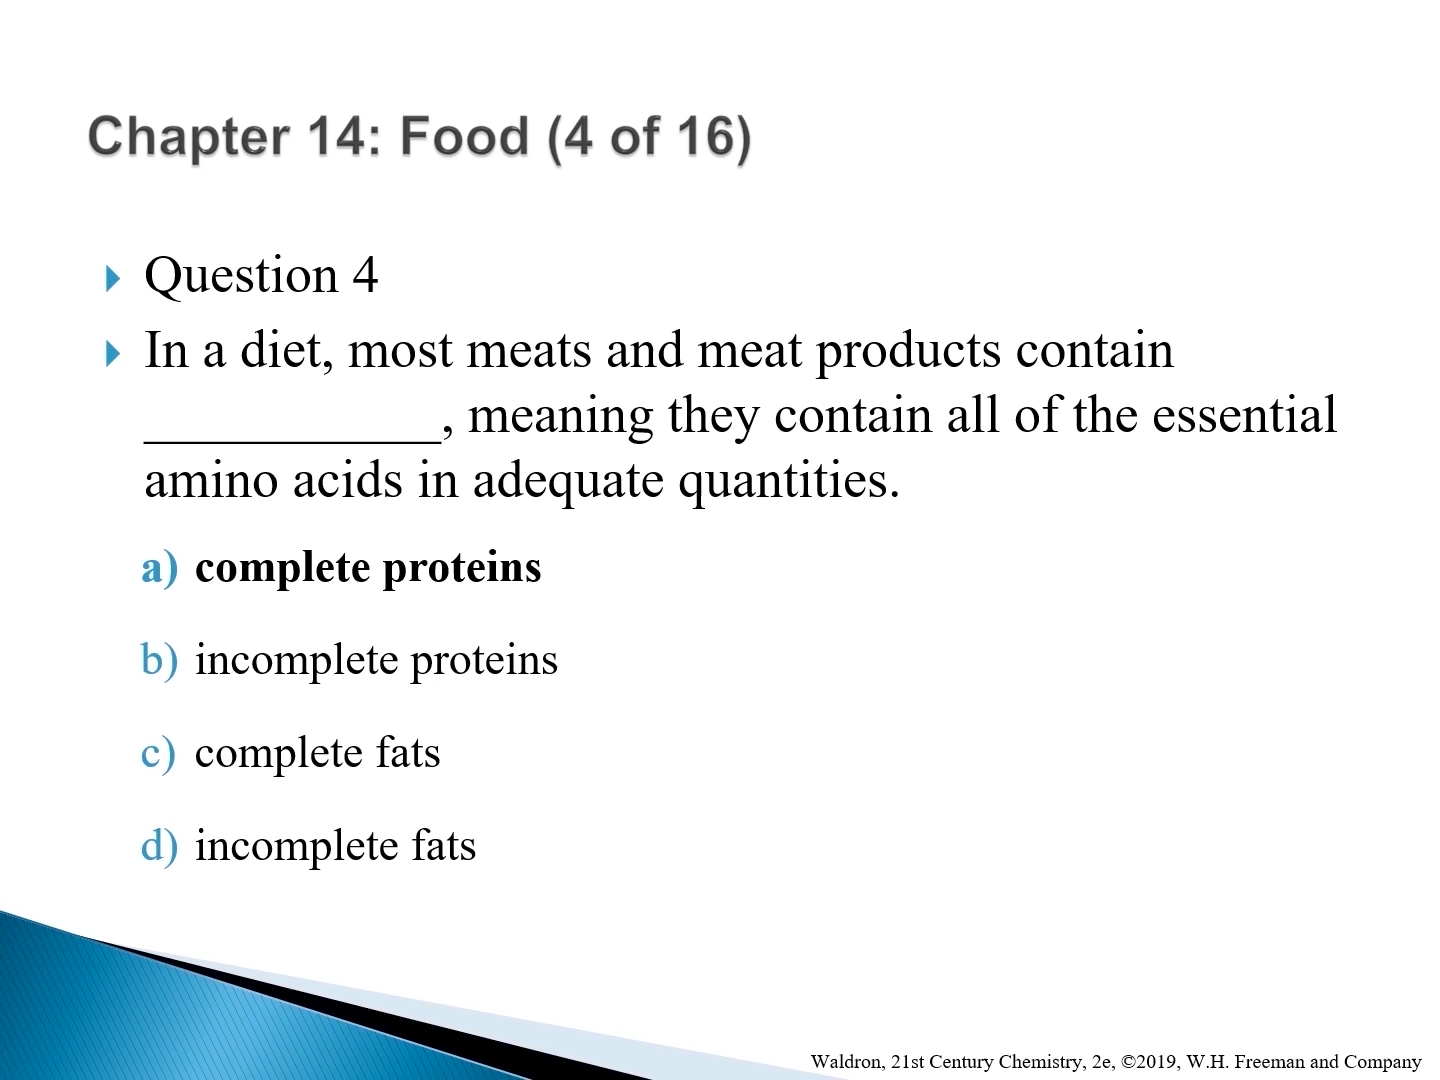 Chapter 14: Food (4 of 16)
Question 4
In a diet, most meats and meat products contain
___________, meaning they contain all of the essential
amino acids in adequate quantities.
a) complete proteins
b) incomplete proteins
c) complete fats
d) incomplete fats
Waldron, 21st Century Chemistry, 2e, ©2019, W.H. Freeman and Company